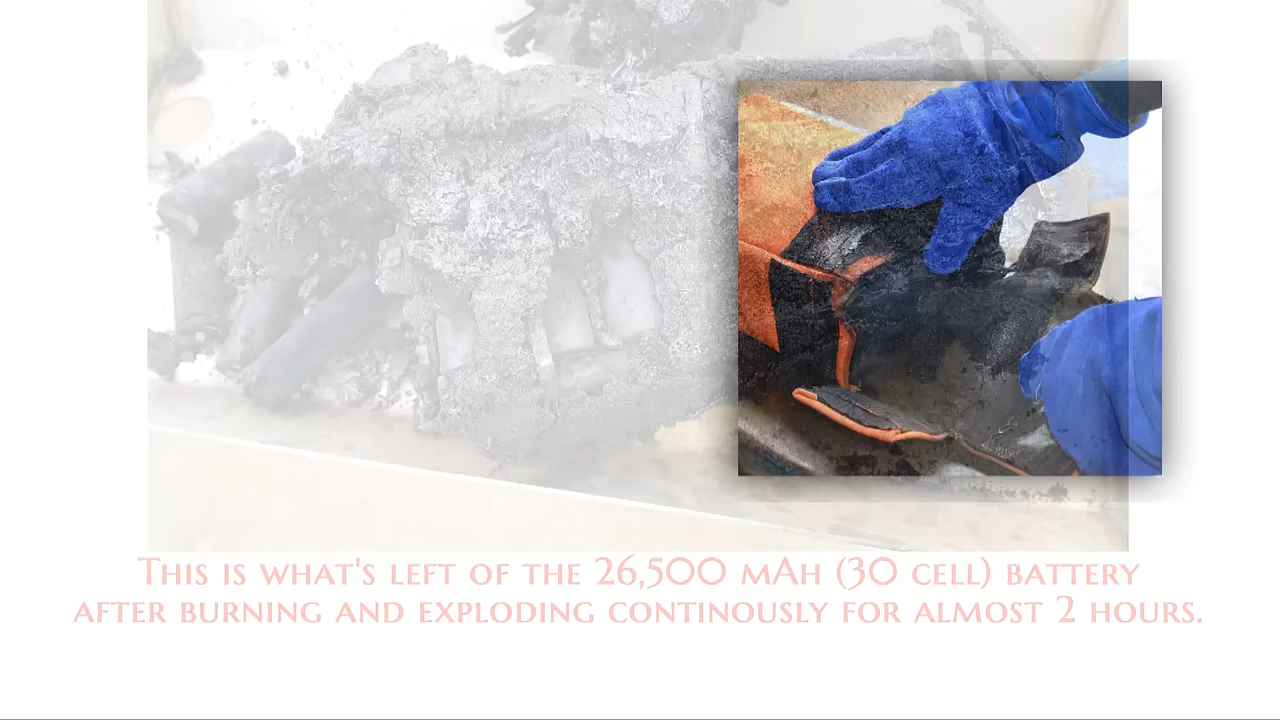 This is what's left of the 26,500 mAh (30 cell) battery
after burning and exploding continously for almost 2 hours.